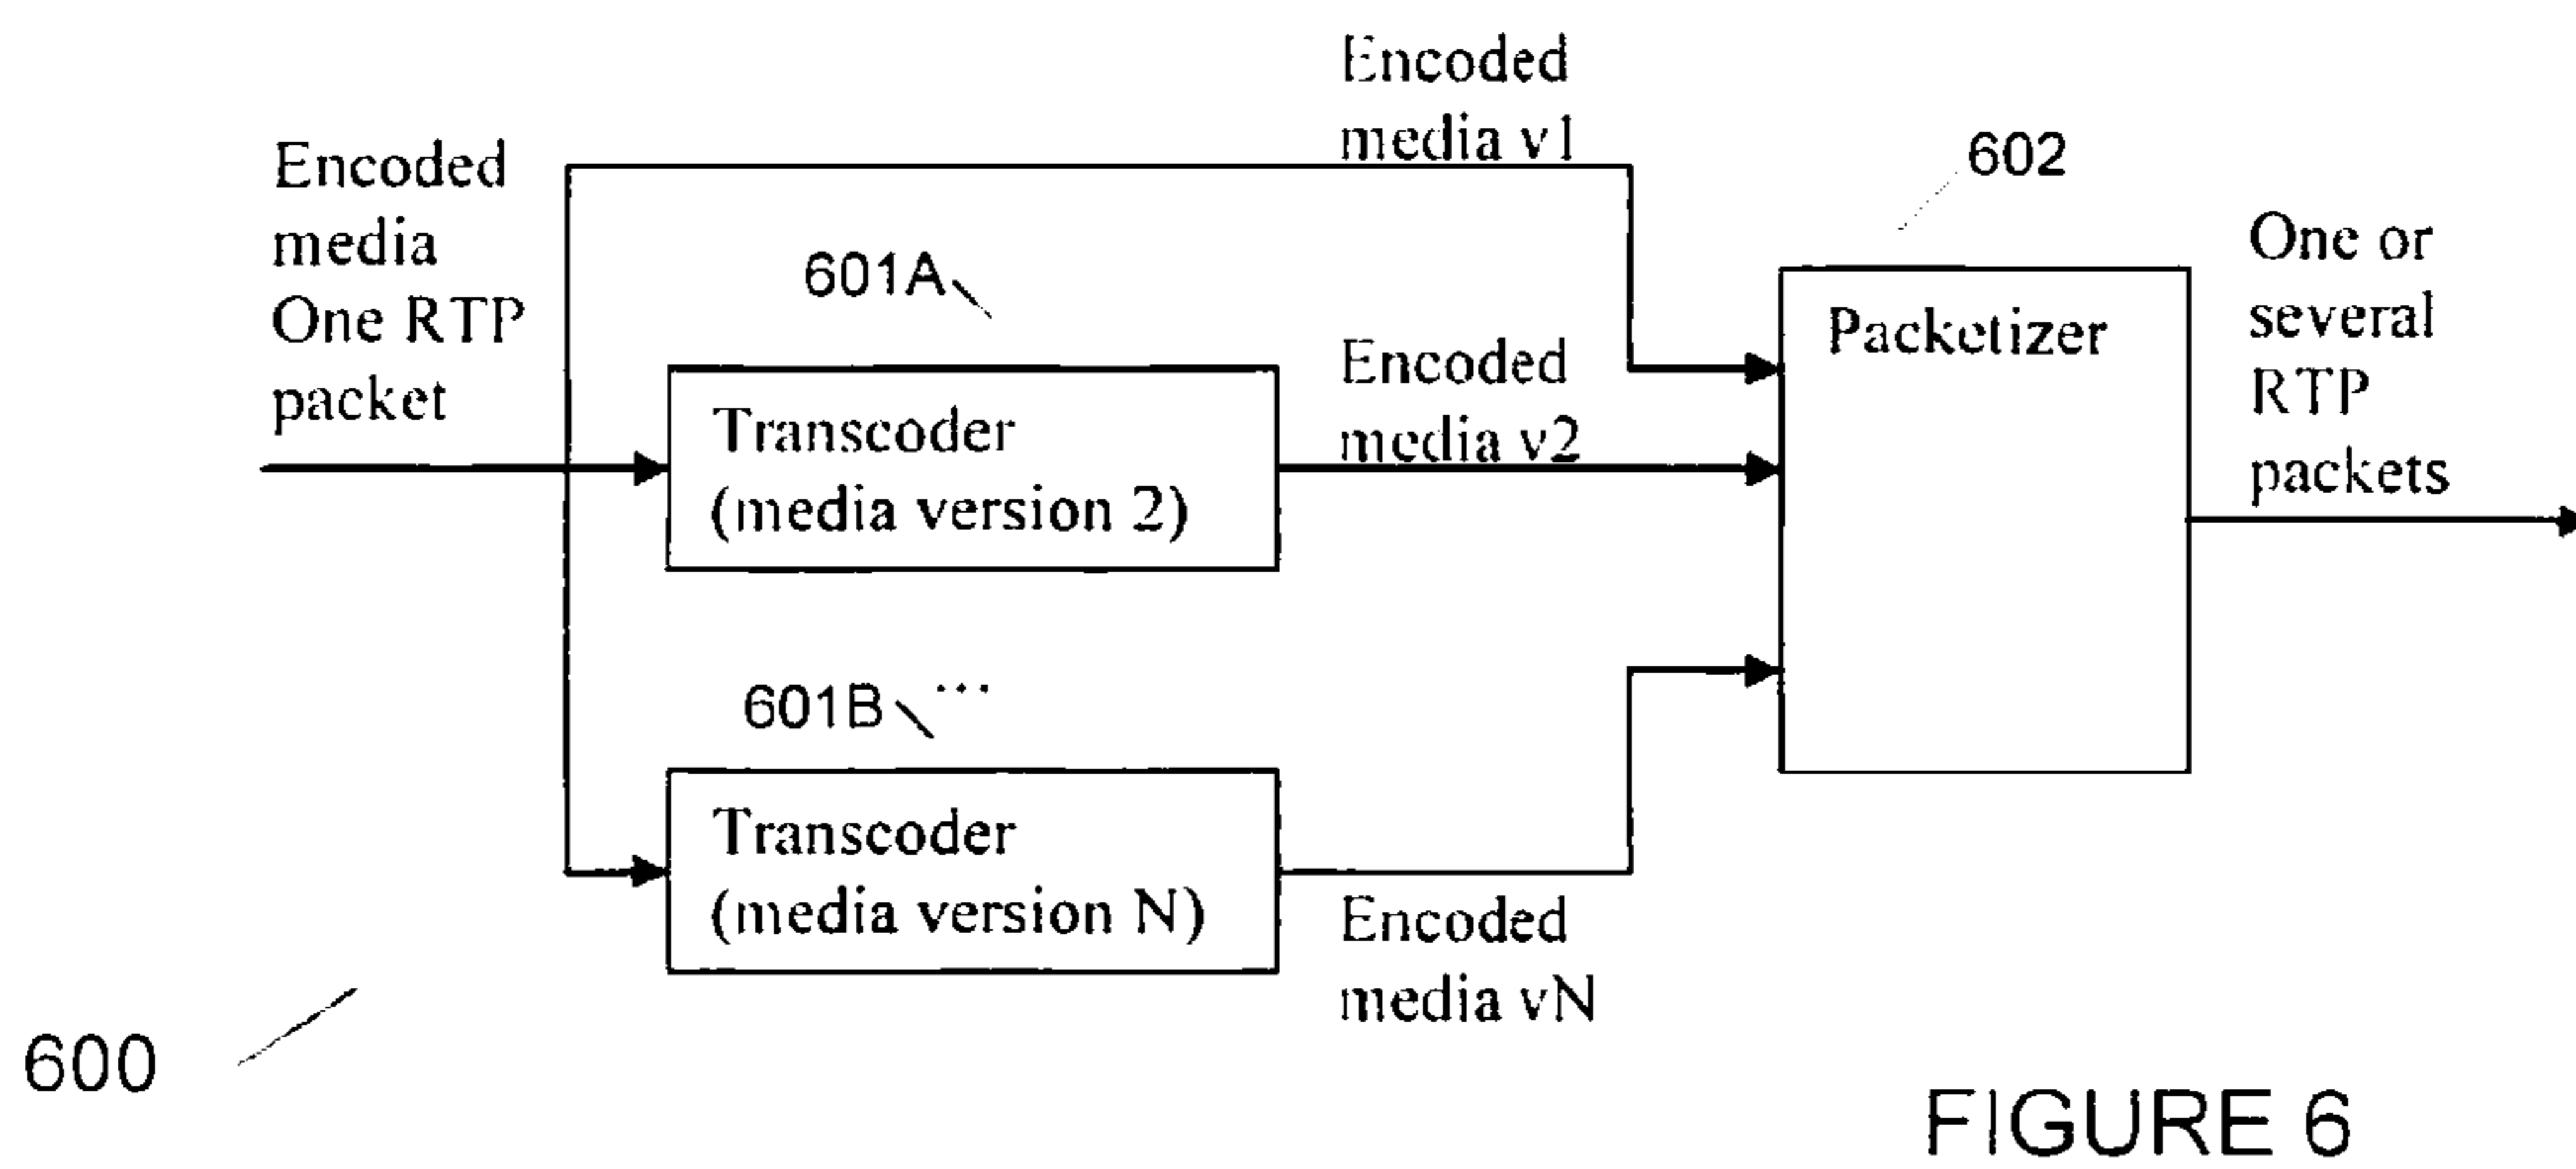 Encoded
media v1
602
Encoded
media
One RTP
packet
601A
One or
several
RTP
packets
Packetizer
Encoded
media v2
Transcoder
(media version 2)
601B
...
Transcoder
(media version N)
Encoded
media vN
600
FIGURE 6